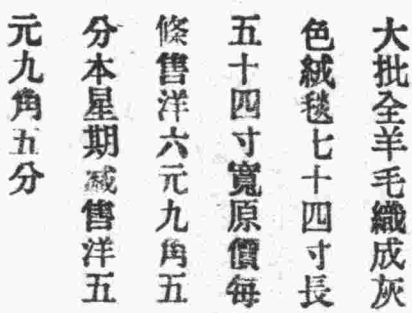 大批全羊毛織成灰
色絨毯七十四寸長
五十四寸寬原價每
條售洋六元九角五
分本星期減售洋五
元九角五分